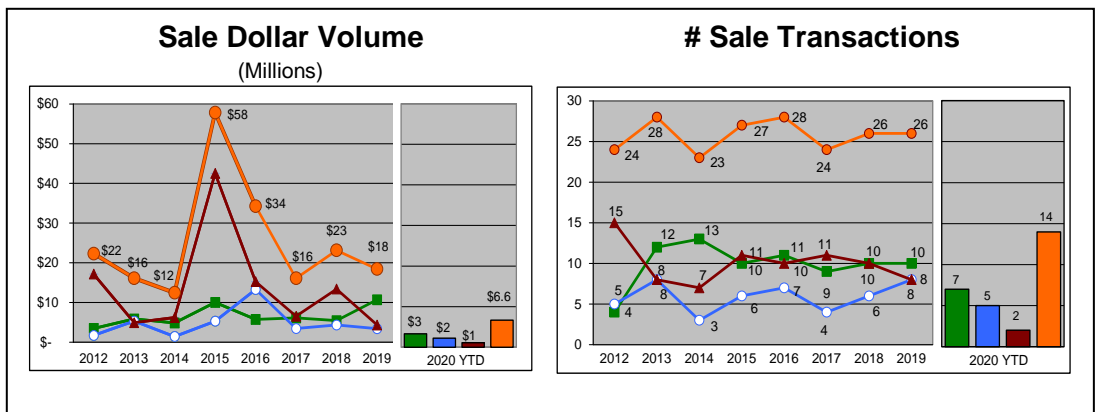 Sale Dollar Volume
(Millions)
$60
$50
$40
$30
$20
$10
$-
$22
$16
$12
$58
$34
$16
$23
$18
2012 2013 2014 2015 2016 2017 2018 2019
$3 $2 $1 $6.6
2020 YTD
# Sale Transactions
30
25
20
15
10
5
0
24 28 23 27 28 24 26 26
15 8 7 11 10 11 10 8
4 12 13 10 11 9 10 10
5 8 3 6 7 4 6 8
2012 2013 2014 2015 2016 2017 2018 2019
7 5 2 14
2020 YTD